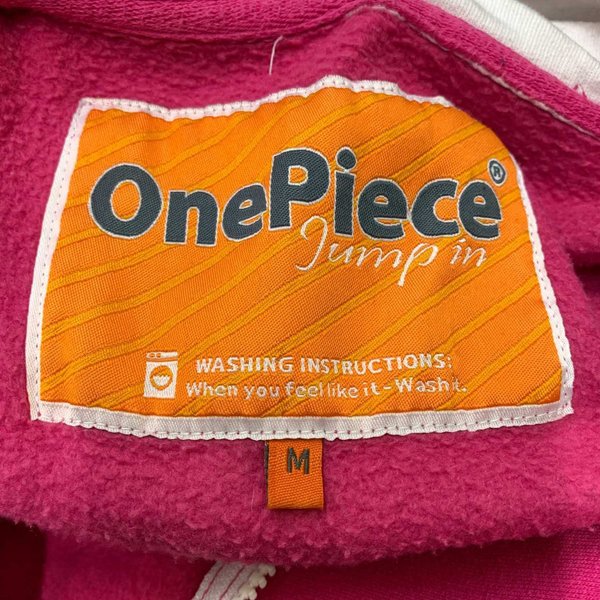 OnePiece®
Jump in
WASHING INSTRUCTIONS:
When you feel like it - Wash it.
M